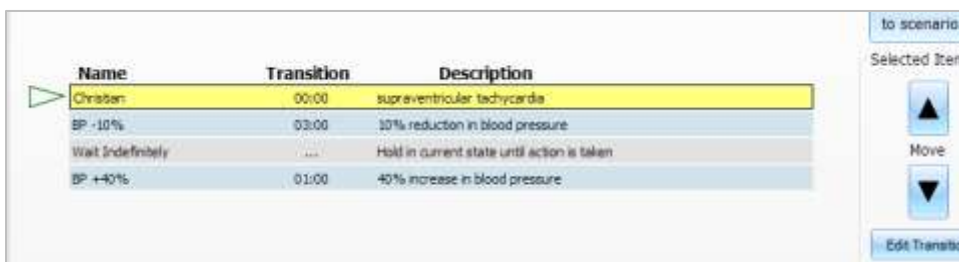 to scenario
Selected Item
Name Transition Description
Christian 00:00 supraventricular tachycardia
BP -10% 03:00 10% reduction in blood pressure
Wait Indefinitely ... Hold in current state until action is taken
Move
BP +40% 01:00 40% increase in blood pressure
Edit Transitio